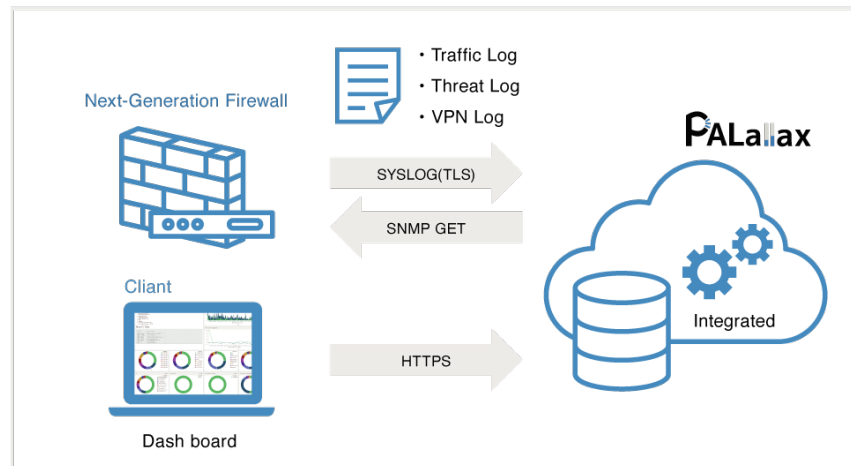 ・Traffic Log
・Threat Log
・VPN Log
Next-Generation Firewall
PALallax
SYSLOG(TLS)
SNMP GET
Cliant
Integrated
HTTPS
Dash board